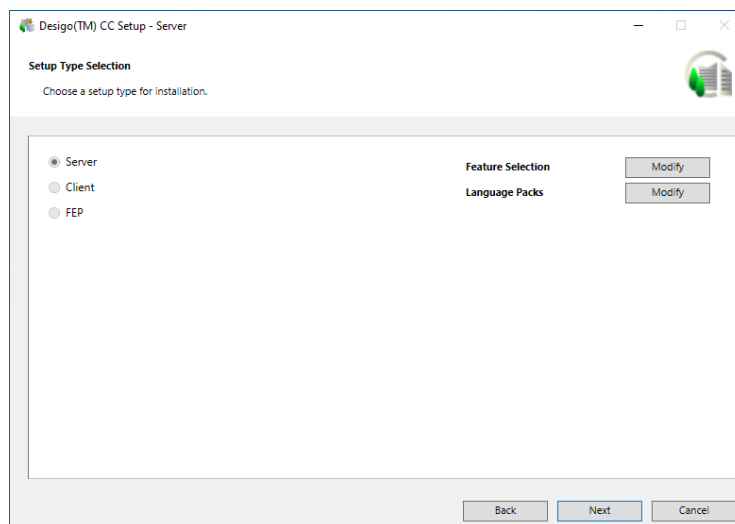 Desigo(TM) CC Setup - Server
Setup Type Selection
Choose a setup type for installation.
Server
Feature Selection Modify
Client
Language Packs Modify
FEP
Back Next Cancel